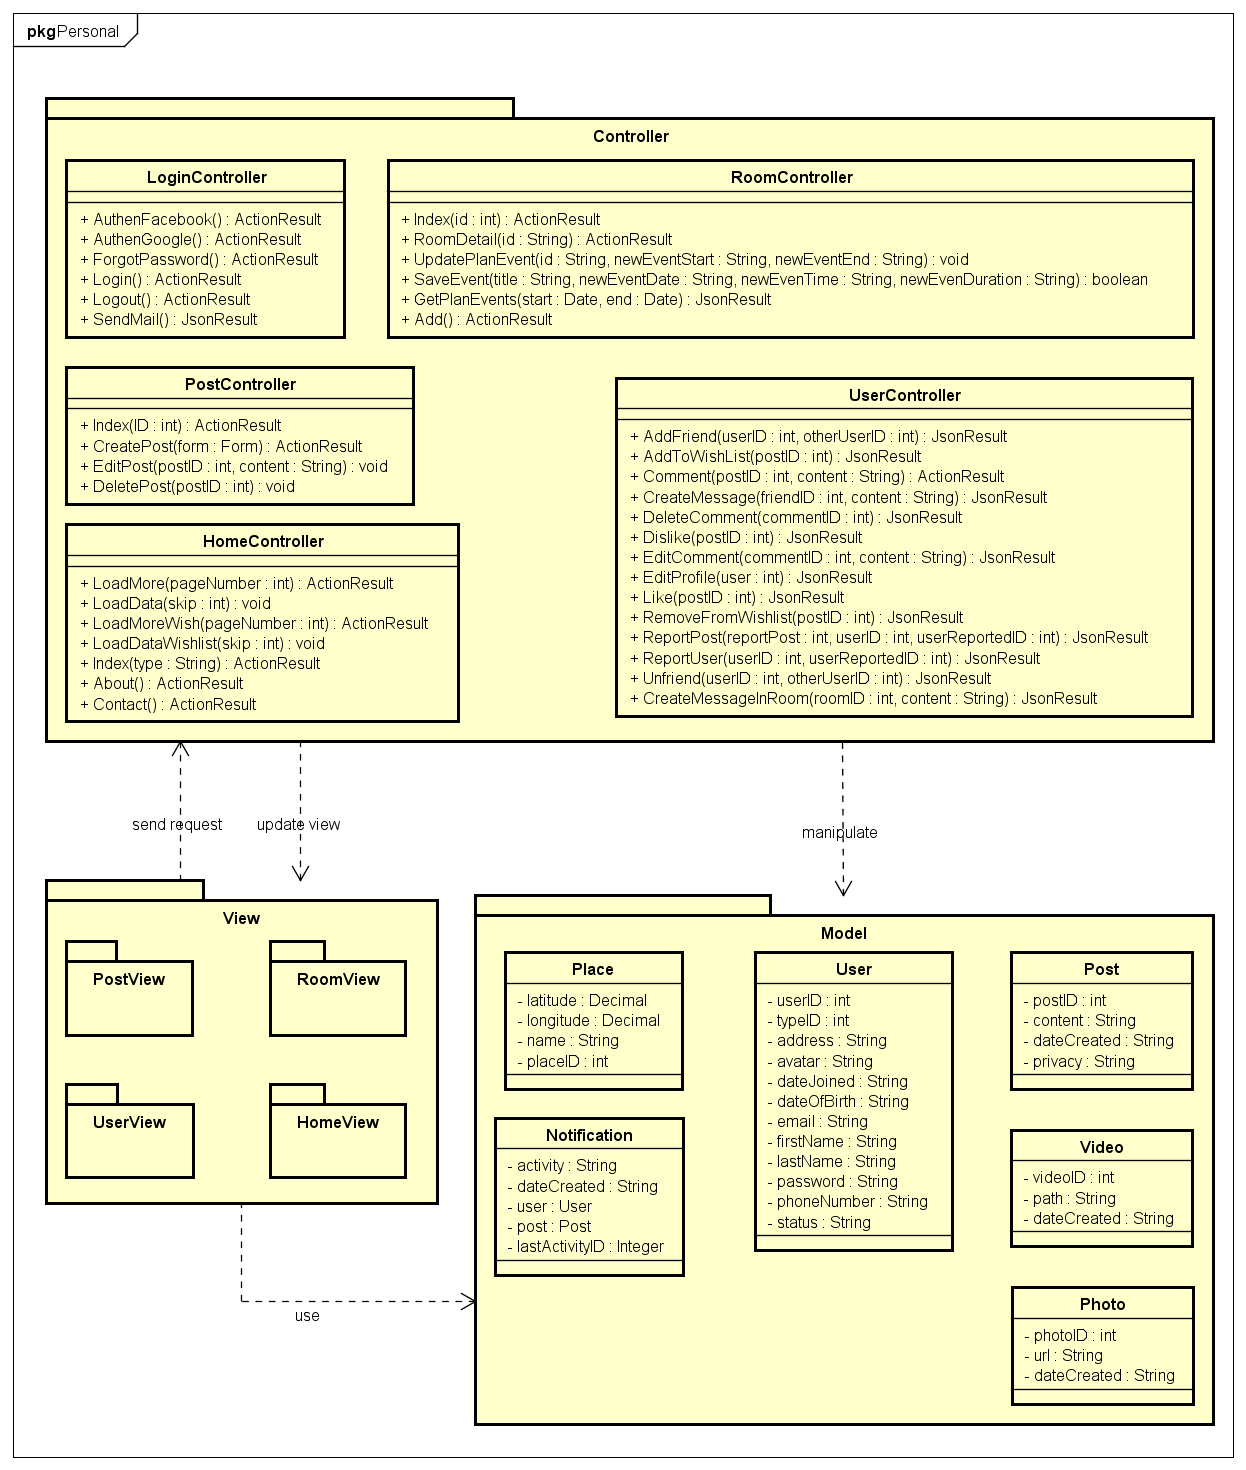 pkgPersonal
Controller
LoginController
+ AuthenFacebook() : ActionResult
+ AuthenGoogle() : ActionResult
+ ForgotPassword() : ActionResult
+ Login() : ActionResult
+ Logout() : ActionResult
+ SendMail() : JsonResult
RoomController
+ Index(id : int) : ActionResult
+ RoomDetail(id : String) : ActionResult
+ UpdatePlanEvent(id : String, newEventStart : String, newEventEnd : String) : void
+ SaveEvent(title : String, newEventDate : String, newEvenTime : String, newEvenDuration : String) : boolean
+ GetPlanEvents(start : Date, end : Date) : JsonResult
+ Add() : ActionResult
PostController
+ Index(ID : int) : ActionResult
+ CreatePost(form : Form) : ActionResult
+ EditPost(postID : int, content : String) : void
+ DeletePost(postID : int) : void
UserController
+ AddFriend(userID : int, otherUserID : int) : JsonResult
+ AddToWishList(postID : int) : JsonResult
+ Comment(postID : int, content : String) : ActionResult
+ CreateMessage(friendID : int, content : String) : JsonResult
+ DeleteComment(commentID : int) : JsonResult
+ Dislike(postID : int) : JsonResult
+ EditComment(commentID : int, content : String) : JsonResult
+ EditProfile(user : int) : JsonResult
+ Like(postID : int) : JsonResult
+ RemoveFromWishlist(postID : int) : JsonResult
+ ReportPost(reportPost : int, userID : int, userReportedID : int) : JsonResult
+ ReportUser(userID : int, userReportedID : int) : JsonResult
+ Unfriend(userID : int, otherUserID : int) : JsonResult
+ CreateMessageInRoom(roomID : int, content : String) : JsonResult
HomeController
+ LoadMore(pageNumber : int) : ActionResult
+ LoadData(skip : int) : void
+ LoadMoreWish(pageNumber : int) : ActionResult
+ LoadDataWishlist(skip : int) : void
+ Index(type : String) : ActionResult
+ About() : ActionResult
+ Contact() : ActionResult
send request
update view
manipulate
View
PostView
RoomView
UserView
HomeView
use
Model
Place
- latitude : Decimal
- longitude : Decimal
- name : String
- placeID : int
User
- userID : int
- typeID : int
- address : String
- avatar : String
- dateJoined : String
- dateOfBirth : String
- email : String
- firstName : String
- lastName : String
- password : String
- phoneNumber : String
- status : String
Post
- postID : int
- content : String
- dateCreated : String
- privacy : String
Notification
- activity : String
- dateCreated : String
- user : User
- post : Post
- lastActivityID : Integer
Video
- videoID : int
- path : String
- dateCreated : String
Photo
- photoID : int
- url : String
- dateCreated : String